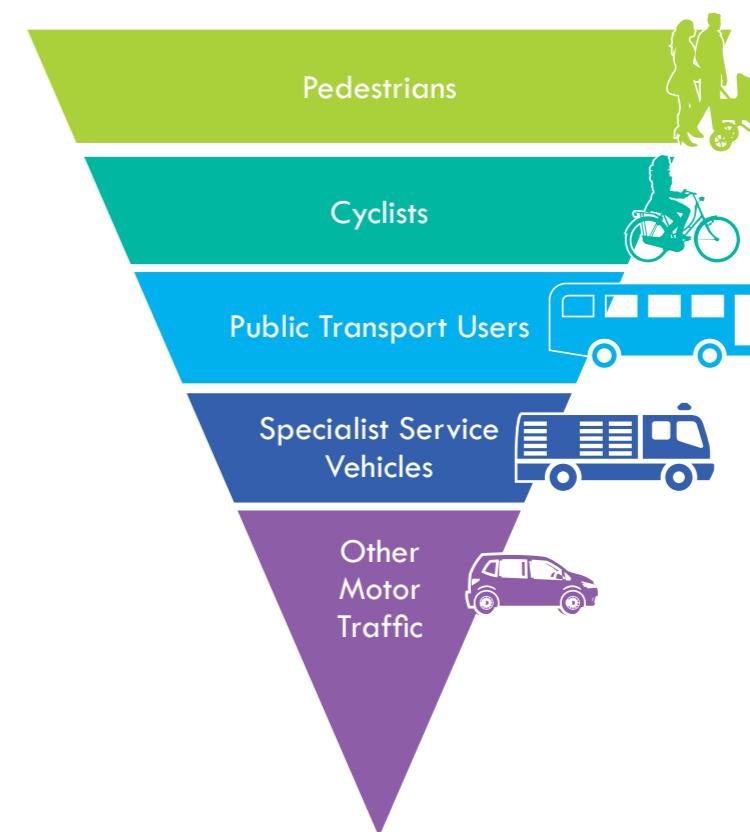 Pedestrians
Cyclists
Public Transport Users
Specialist Service
Vehicles
Other
Motor
Traffic